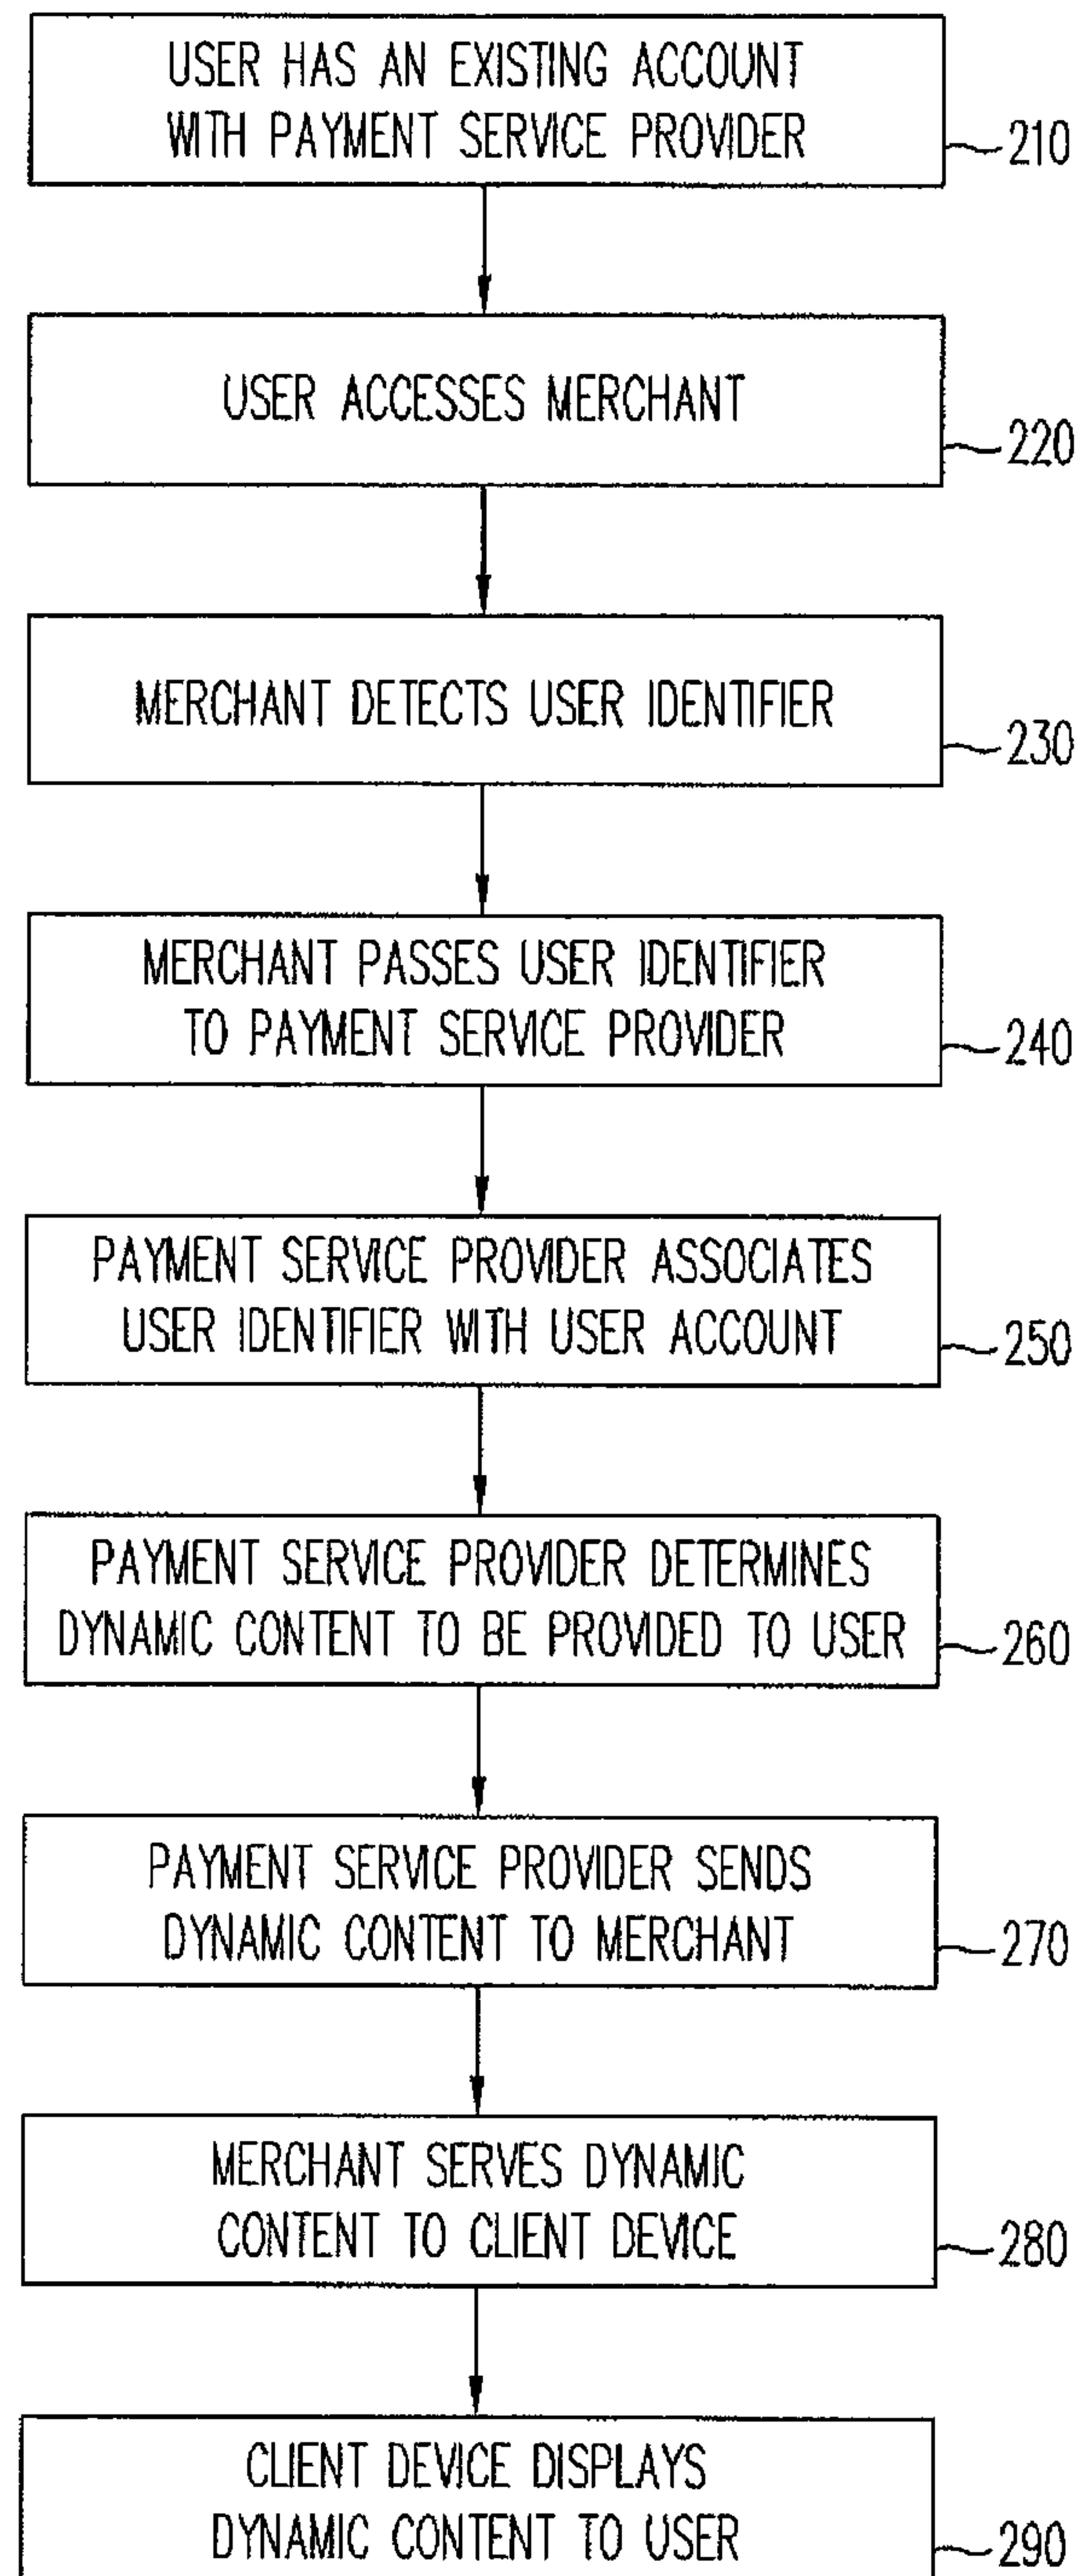 USER HAS AN EXISTING ACCOUNT
WITH PAYMENT SERVICE PROVIDER
210
USER ACCESSES MERCHANT
220
MERCHANT DETECTS USER IDENTIFIER
230
MERCHANT PASSES USER IDENTIFIER
TO PAYMENT SERVICE PROVIDER
240
PAYMENT SERVICE PROVIDER ASSOCIATES
USER IDENTIFIER WITH USER ACCOUNT
250
PAYMENT SERVICE PROVIDER DETERMINES
DYNAMIC CONTENT TO BE PROVIDED TO USER
260
PAYMENT SERVICE PROVIDER SENDS
DYNAMIC CONTENT TO MERCHANT
270
MERCHANT SERVES DYNAMIC
CONTENT TO CLIENT DEVICE
280
CLIENT DEVICE DISPLAYS
DYNAMIC CONTENT TO USER
290